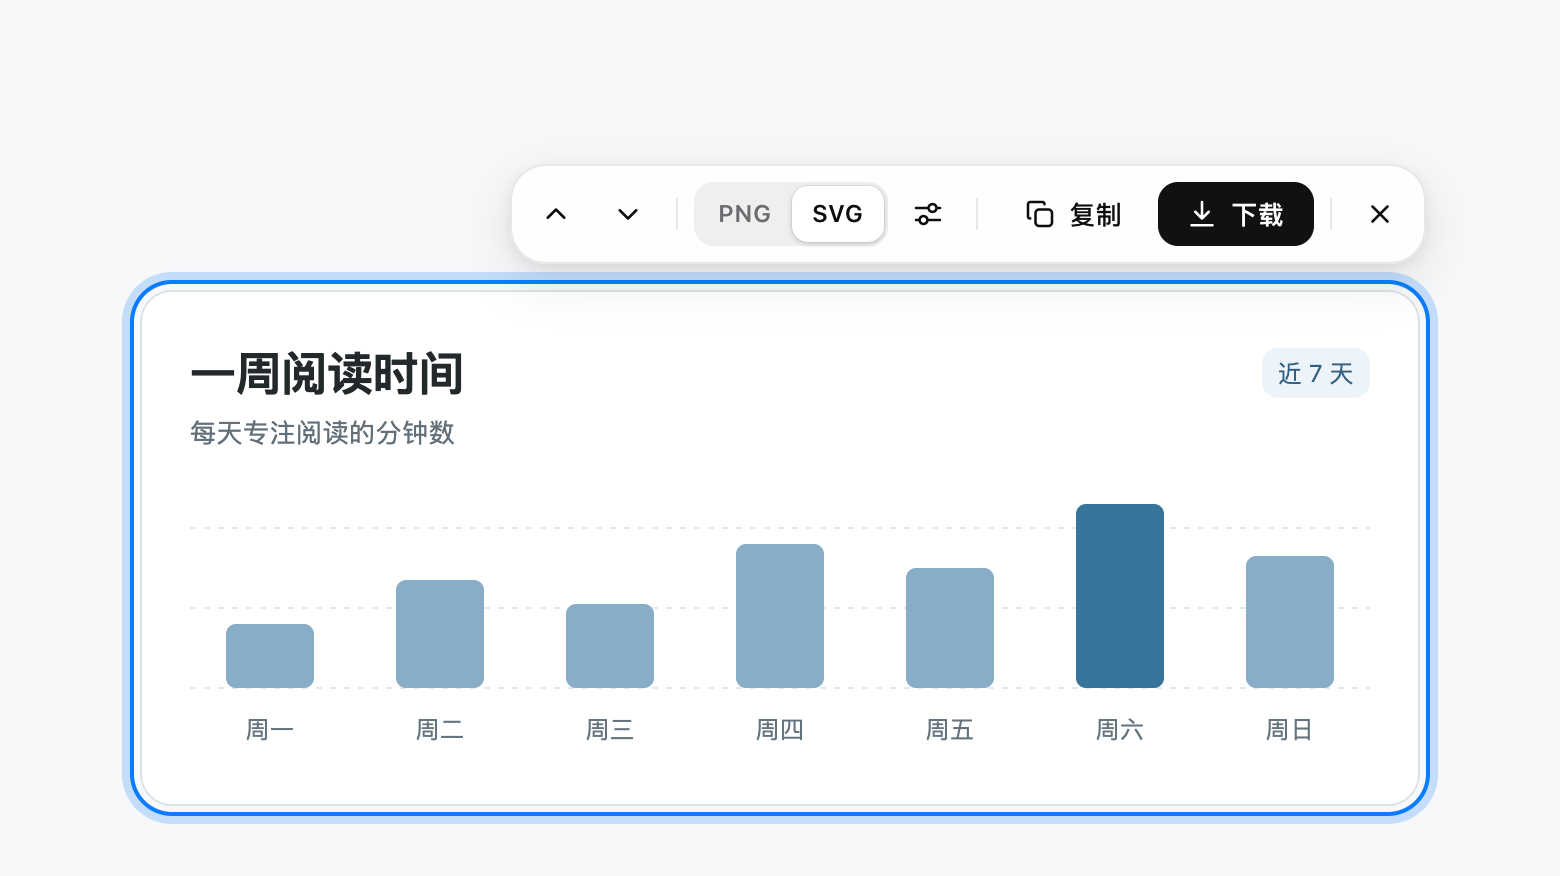 PNG SVG 复制 下载
一周阅读时间
近 7 天
每天专注阅读的分钟数
周一 周二 周三 周四 周五 周六 周日